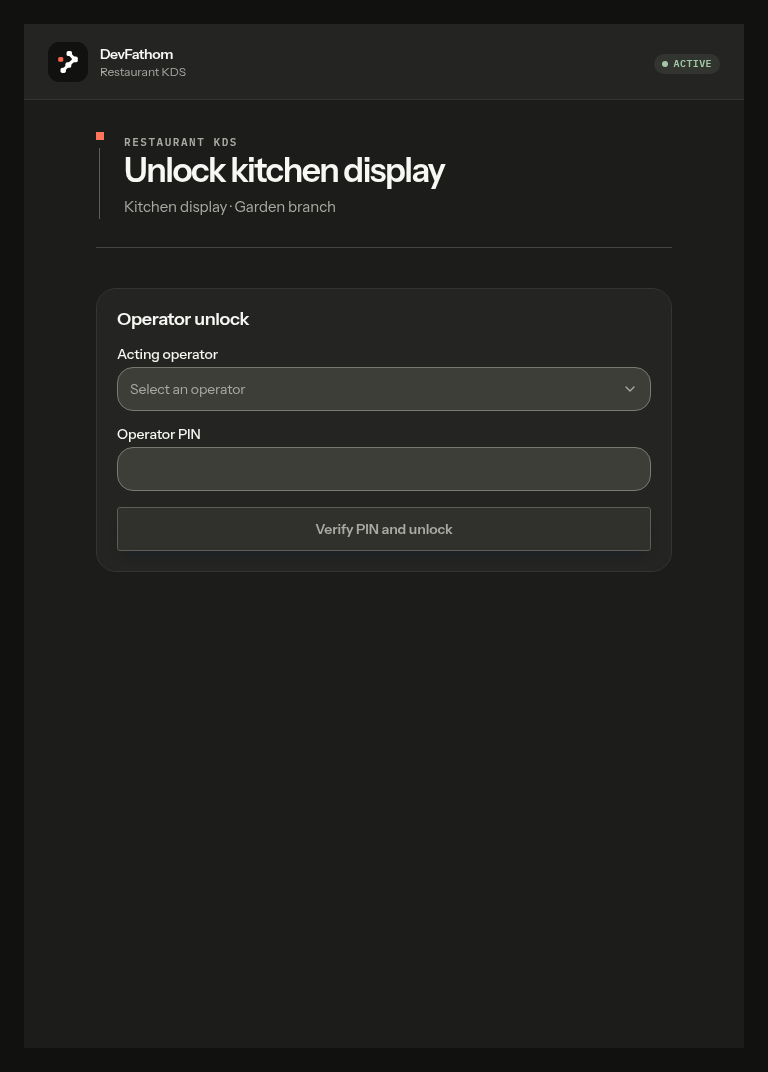 DevFathom
Restaurant KDS
ACTIVE
RESTAURANT KDS
Unlock kitchen display
Kitchen display · Garden branch
Operator unlock
Acting operator
Select an operator
Operator PIN
Verify PIN and unlock